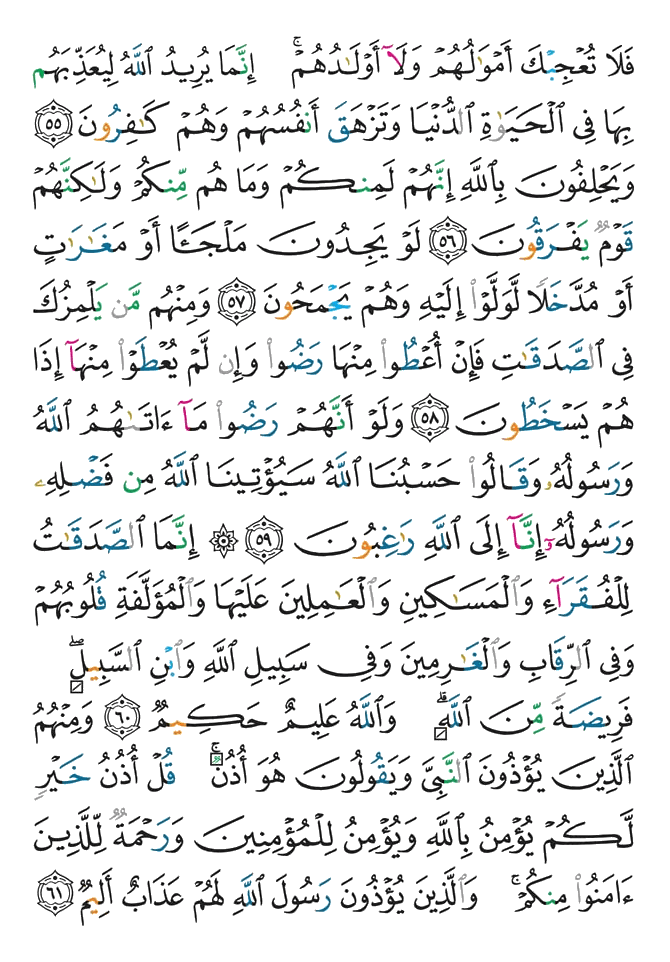 فَلَا تُعْجِبْكَ أَمْوَٰلُهُمْ وَلَآ أَوْلَـٰدُهُمْ ۚ إِنَّمَا يُرِيدُ ٱللَّهُ لِيُعَذِّبَهُم
بِهَا فِى ٱلْحَيَوٰةِ ٱلدُّنْيَا وَتَزْهَقَ أَنفُسُهُمْ وَهُمْ كَـٰفِرُونَ ٥٥
وَيَحْلِفُونَ بِٱللَّهِ إِنَّهُمْ لَمِنكُمْ وَمَا هُم مِّنكُمْ وَلَـٰكِنَّهُمْ
قَوْمٌ يَفْرَقُونَ ٥٦ لَوْ يَجِدُونَ مَلْجَـًٔا أَوْ مَغَـٰرَٰتٍ
أَوْ مُدَّخَلًا لَّوَلَّوْا۟ إِلَيْهِ وَهُمْ يَجْمَحُونَ ٥٧ وَمِنْهُم مَّن يَلْمِزُكَ
فِى ٱلصَّدَقَـٰتِ فَإِنْ أُعْطُوا۟ مِنْهَا رَضُوا۟ وَإِن لَّمْ يُعْطَوْا۟ مِنْهَآ إِذَا
هُمْ يَسْخَطُونَ ٥٨ وَلَوْ أَنَّهُمْ رَضُوا۟ مَآ ءَاتَىٰهُمُ ٱللَّهُ
وَرَسُولُهُۥ وَقَالُوا۟ حَسْبُنَا ٱللَّهُ سَيُؤْتِينَا ٱللَّهُ مِن فَضْلِهِۦ
وَرَسُولُهُۥٓ إِنَّآ إِلَى ٱللَّهِ رَٰغِبُونَ ٥٩ ۞ إِنَّمَا ٱلصَّدَقَـٰتُ
لِلْفُقَرَآءِ وَٱلْمَسَـٰكِينِ وَٱلْعَـٰمِلِينَ عَلَيْهَا وَٱلْمُؤَلَّفَةِ قُلُوبُهُمْ
وَفِى ٱلرِّقَابِ وَٱلْغَـٰرِمِينَ وَفِى سَبِيلِ ٱللَّهِ وَٱبْنِ ٱلسَّبِيلِ ۖ
فَرِيضَةً مِّنَ ٱللَّهِ ۗ وَٱللَّهُ عَلِيمٌ حَكِيمٌ ٦٠ وَمِنْهُمُ
ٱلَّذِينَ يُؤْذُونَ ٱلنَّبِىَّ وَيَقُولُونَ هُوَ أُذُنٌ ۚ قُلْ أُذُنُ خَيْرٍ
لَّكُمْ يُؤْمِنُ بِٱللَّهِ وَيُؤْمِنُ لِلْمُؤْمِنِينَ وَرَحْمَةٌ لِّلَّذِينَ
ءَامَنُوا۟ مِنكُمْ ۚ وَٱلَّذِينَ يُؤْذُونَ رَسُولَ ٱللَّهِ لَهُمْ عَذَابٌ أَلِيمٌ ٦١